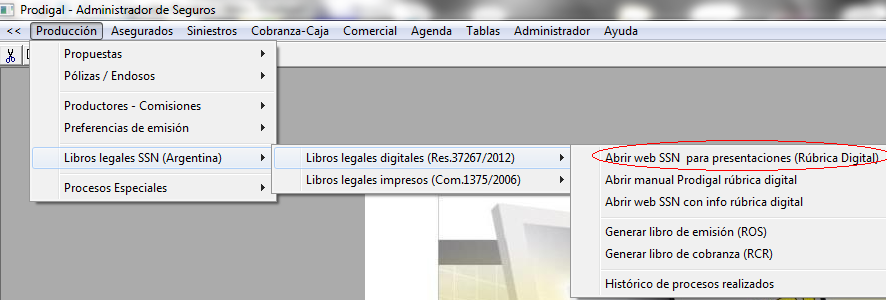 Prodigal - Administrador de Seguros
<< Producción Asegurados Siniestros Cobranza-Caja Comercial Agenda Tablas Administrador Ayuda
Propuestas
Pólizas / Endosos
Productores - Comisiones
Preferencias de emisión
Libros legales SSN (Argentina)
Procesos Especiales
Libros legales digitales (Res.37267/2012)
Libros legales impresos (Com.1375/2006)
Abrir web SSN para presentaciones (Rúbrica Digital)
Abrir manual Prodigal rúbrica digital
Abrir web SSN con info rúbrica digital
Generar libro de emisión (ROS)
Generar libro de cobranza (RCR)
Histórico de procesos realizados